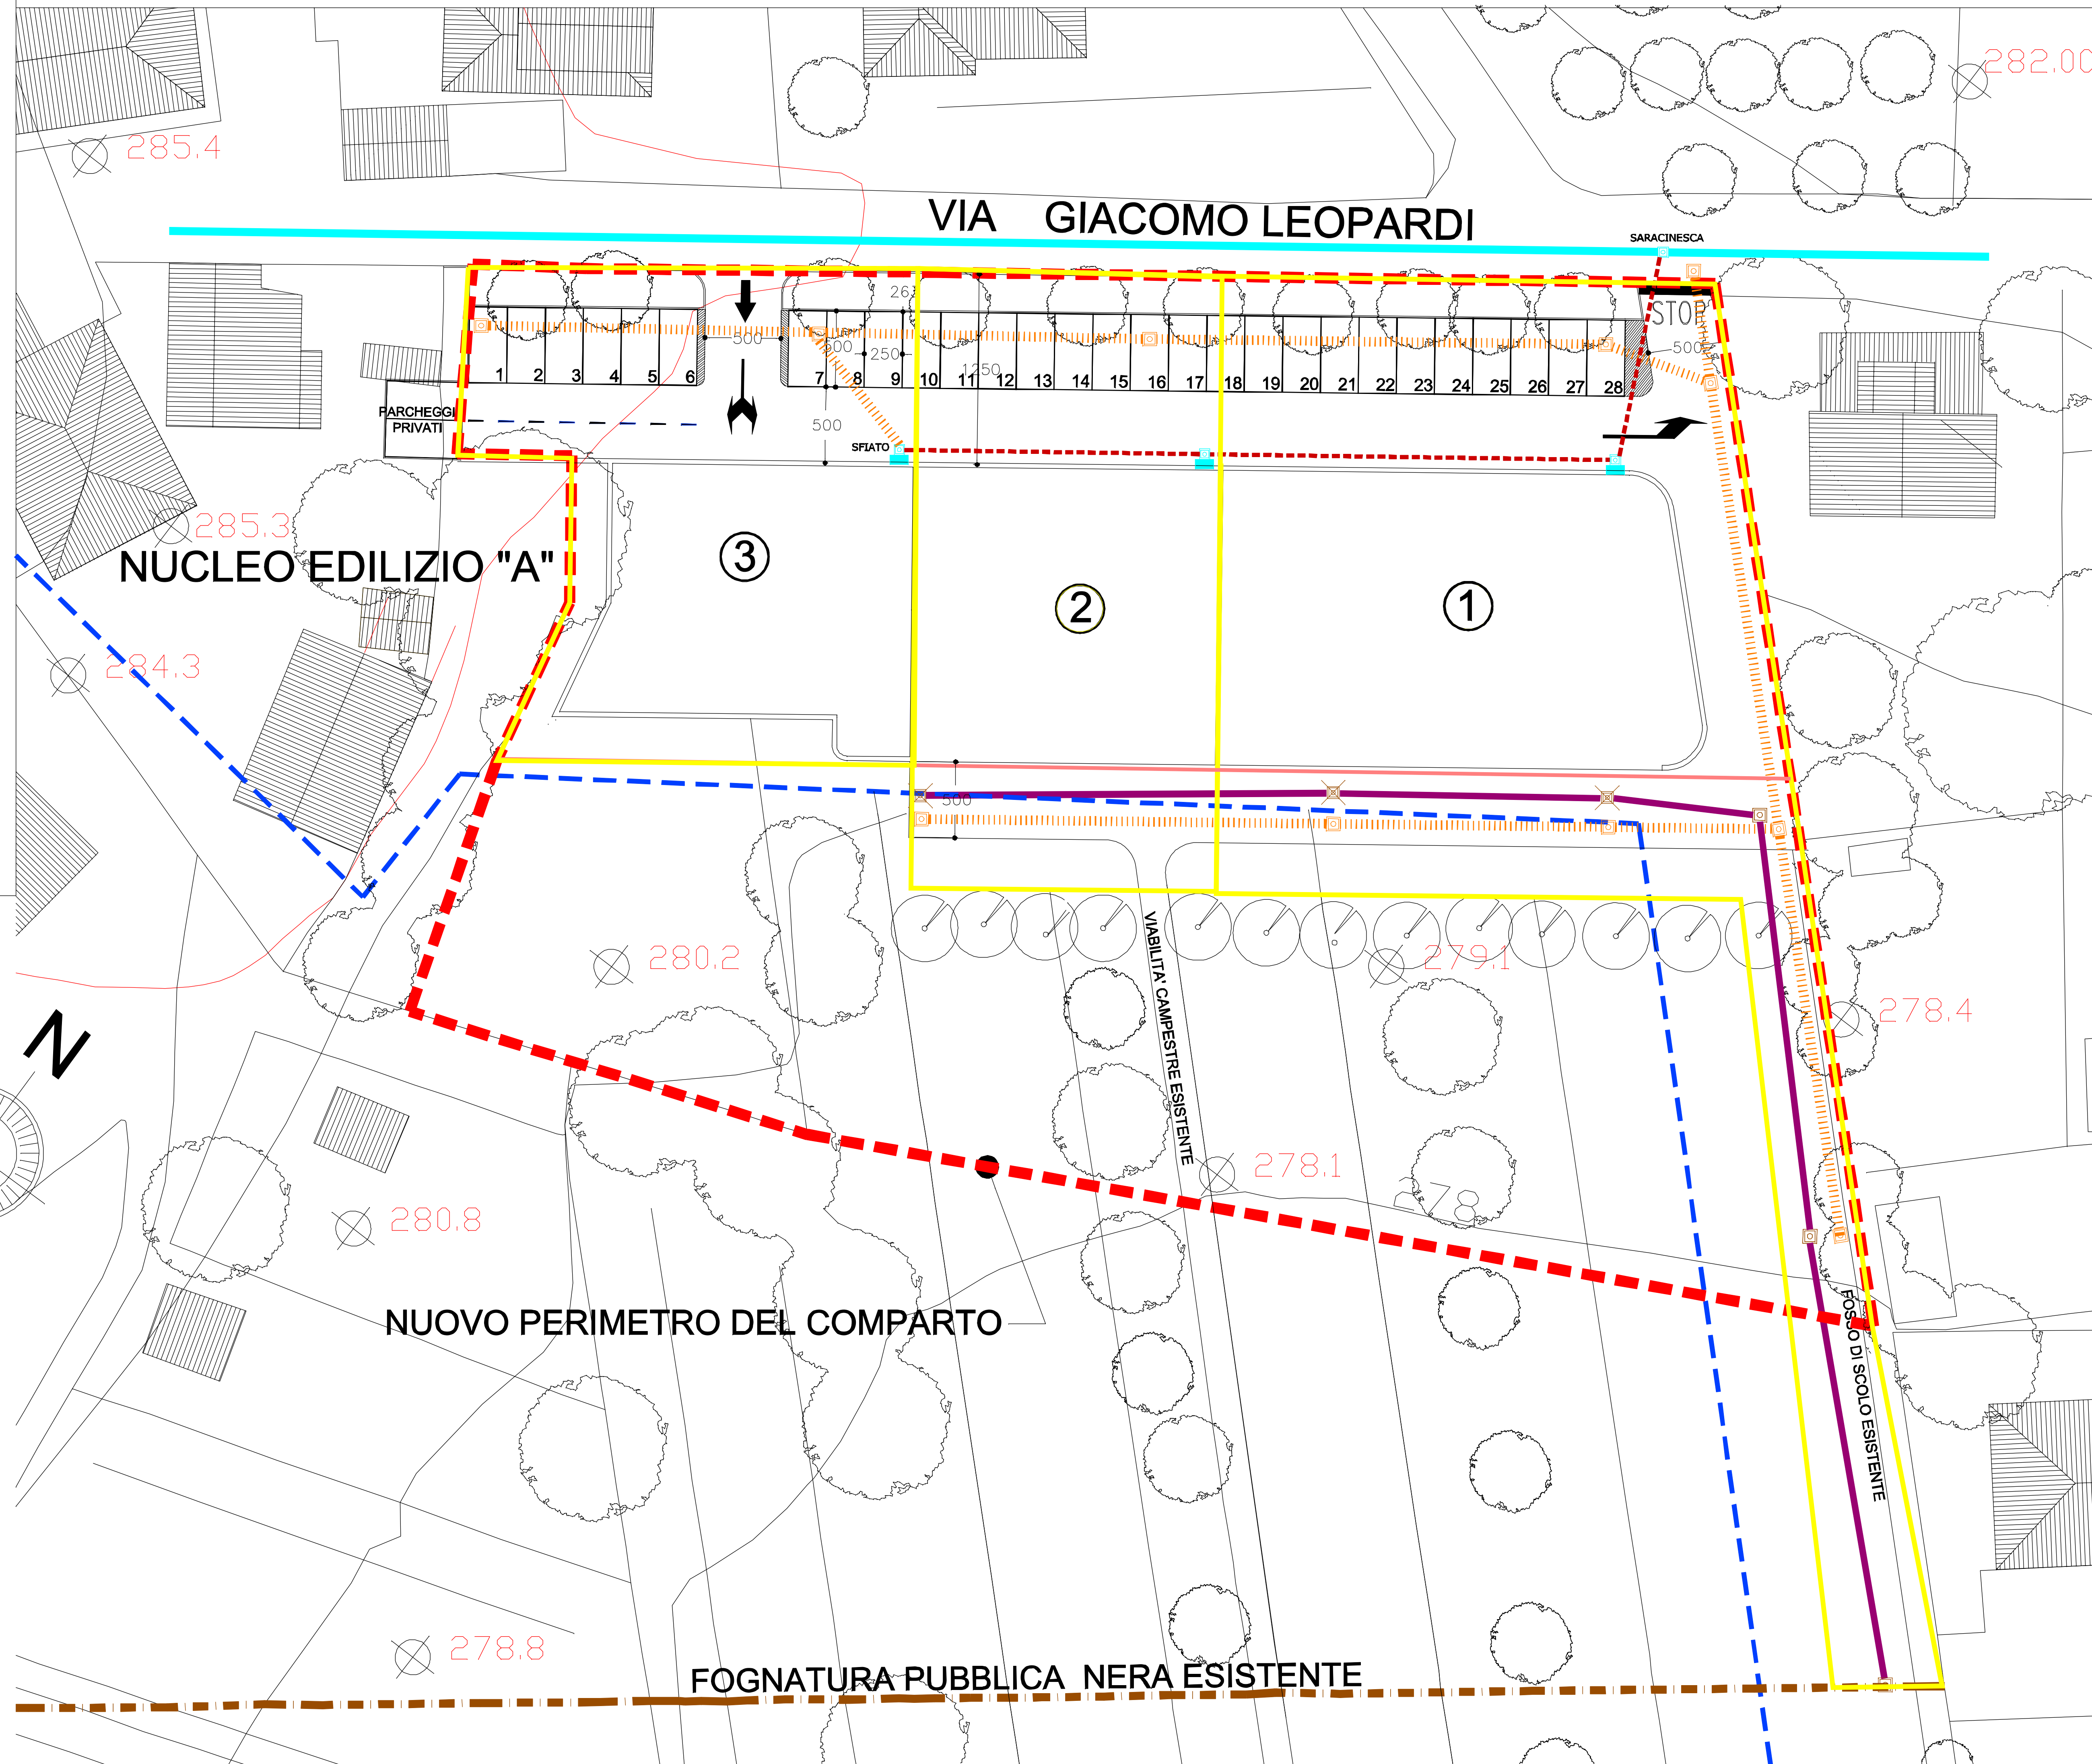 282.00
285.4
VIA GIACOMO LEOPARDI
SARACINESCA
STOP
500
500
26
500
250
1250
1 2 3 4 5 6 7 8 9 10 11 12 13 14 15 16 17 18 19 20 21 22 23 24 25 26 27 28
PARCHEGGI
PRIVATI
500
SFIATO
285.3
NUCLEO EDILIZIO "A"
3
2
1
284.3
500
280.2
279.1
VIABILITA' CAMPESTRE ESISTENTE
278.4
N
278.1
278
280.8
NUOVO PERIMETRO DEL COMPARTO
FOSSO DI SCOLO ESISTENTE
278.8
FOGNATURA PUBBLICA NERA ESISTENTE